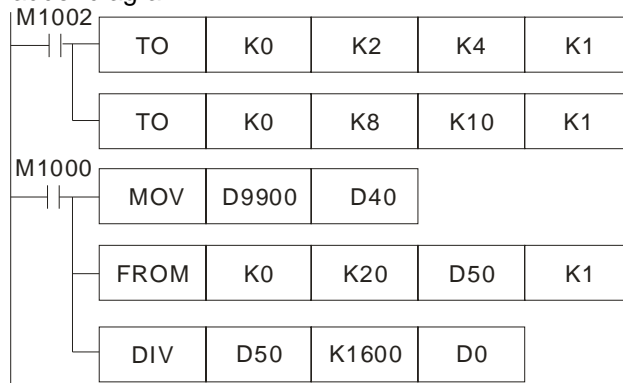 M1002
TO K0 K2 K4 K1
TO K0 K8 K10 K1
M1000
MOV D9900 D40
FROM K0 K20 D50 K1
DIV D50 K1600 D0